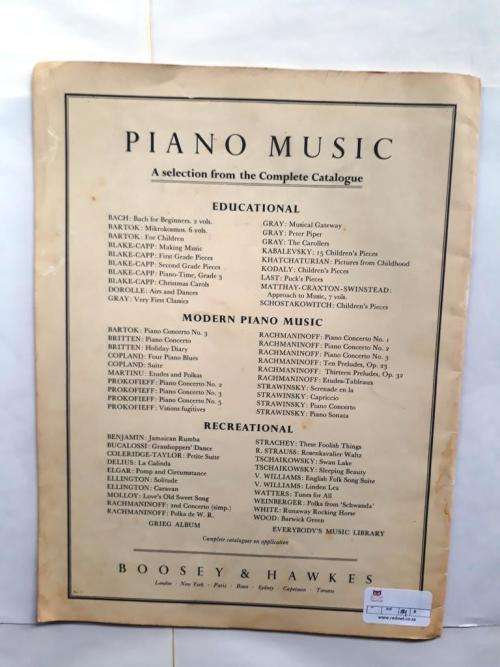 PIANO MUSIC
A selection from the Complete Catalogue
EDUCATIONAL
BACH: Bach for Beginners. 2 vols.
BARTOK: Mikrokosmos. 6 vols.
BARTOK: For Children
BLAKE-CAPP: Making Music
BLAKE-CAPP: First Grade Pieces
BLAKE-CAPP: Second Grade Pieces
BLAKE-CAPP: Piano-Time, Grade 3
BLAKE-CAPP: Christmas Carols
DOROLLE: Airs and Dances
GRAY: Very First Classics
GRAY: Musical Gateway
GRAY: Peter Piper
GRAY: The Carollers
KABALEVSKY: 15 Children's Pieces
KHATCHATURIAN: Pictures from Childhood
KODALY: Children's Pieces
LAST: Puck's Pieces
MATTHAY-CRAXTON-SWINSTEAD:
Approach to Music, 7 vols.
SCHOSTAKOWITCH: Children's Pieces
MODERN PIANO MUSIC
BARTOK: Piano Concerto No. 3
BRITTEN: Piano Concerto
BRITTEN: Holiday Diary
COPLAND: Four Piano Blues
COPLAND: Suite
MARTINU: Etudes and Polkas
PROKOFIEFF: Piano Concerto No. 2
PROKOFIEFF: Piano Concerto No. 3
PROKOFIEFF: Piano Concerto No. 5
PROKOFIEFF: Visions fugitives
RACHMANINOFF: Piano Concerto No. 1
RACHMANINOFF: Piano Concerto No. 2
RACHMANINOFF: Piano Concerto No. 3
RACHMANINOFF: Ten Preludes, Op. 23
RACHMANINOFF: Thirteen Preludes, Op. 32
RACHMANINOFF: Etudes-Tableaux
STRAWINSKY: Serenade en la
STRAWINSKY: Capriccio
STRAWINSKY: Piano Concerto
STRAWINSKY: Piano Sonata
RECREATIONAL
BENJAMIN: Jamaican Rumba
BUCALOSSI: Grasshoppers' Dance
COLERIDGE-TAYLOR: Petite Suite
DELIUS: La Calinda
ELGAR: Pomp and Circumstance
ELLINGTON: Solitude
ELLINGTON: Caravan
MOLLOY: Love's Old Sweet Song
RACHMANINOFF: 2nd Concerto (simp.)
RACHMANINOFF: Polka de W. R.
GRIEG ALBUM
STRACHEY: These Foolish Things
R. STRAUSS: Rosenkavalier Waltz
TSCHAIKOWSKY: Swan Lake
TSCHAIKOWSKY: Sleeping Beauty
V. WILLIAMS: English Folk Song Suite
V. WILLIAMS: Linden Lea
WATTERS: Tunes for All
WEINBERGER: Polka from 'Schwanda'
WHITE: Runaway Rocking Horse
WOOD: Barwick Green
EVERYBODY'S MUSIC LIBRARY
Complete catalogues on application
BOOSEY & HAWKES
London · New York · Paris · Bonn · Sydney · Capetown · Toronto